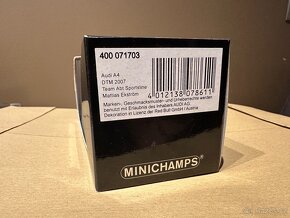 400 071703
Audi A4
DTM 2007
Team Abt Sportsline
Mattias Ekström
4 012138 078611
Marken-, Geschmacksmuster- und Urheberrechte werden
mit Erlaubnis des Inhabers AUDI AG. benutzt
Dekoration in Lizenz der Red Bull GmbH / Austria
MINICHAMPS®